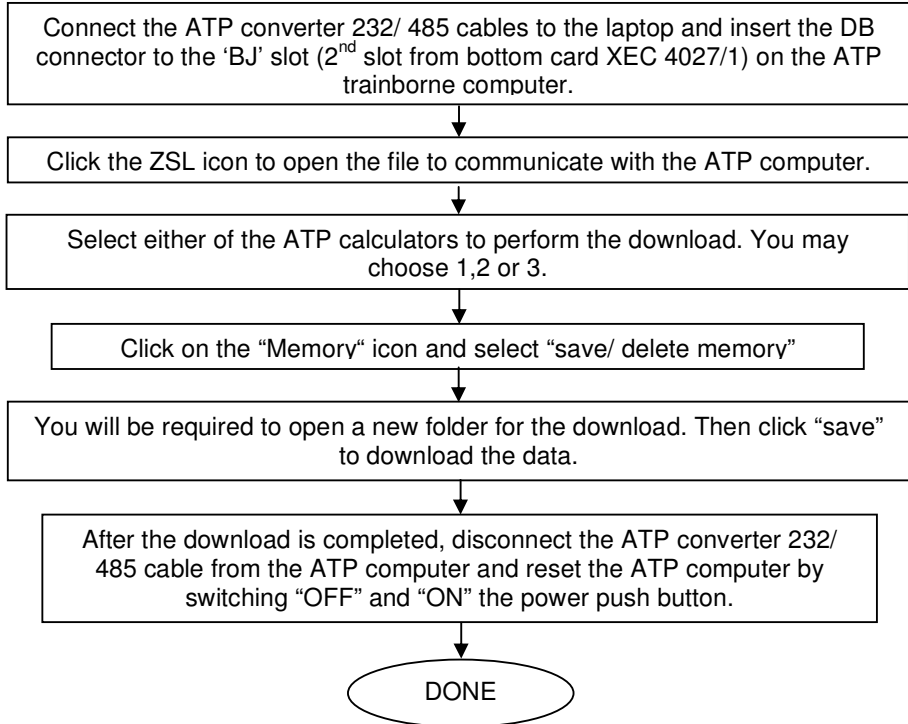 Connect the ATP converter 232/ 485 cables to the laptop and insert the DB
connector to the ‘BJ’ slot (2nd slot from bottom card XEC 4027/1) on the ATP
trainborne computer.
Click the ZSL icon to open the file to communicate with the ATP computer.
Select either of the ATP calculators to perform the download. You may
choose 1,2 or 3.
Click on the “Memory“ icon and select “save/ delete memory”
You will be required to open a new folder for the download. Then click “save”
to download the data.
After the download is completed, disconnect the ATP converter 232/
485 cable from the ATP computer and reset the ATP computer by
switching “OFF” and “ON” the power push button.
DONE